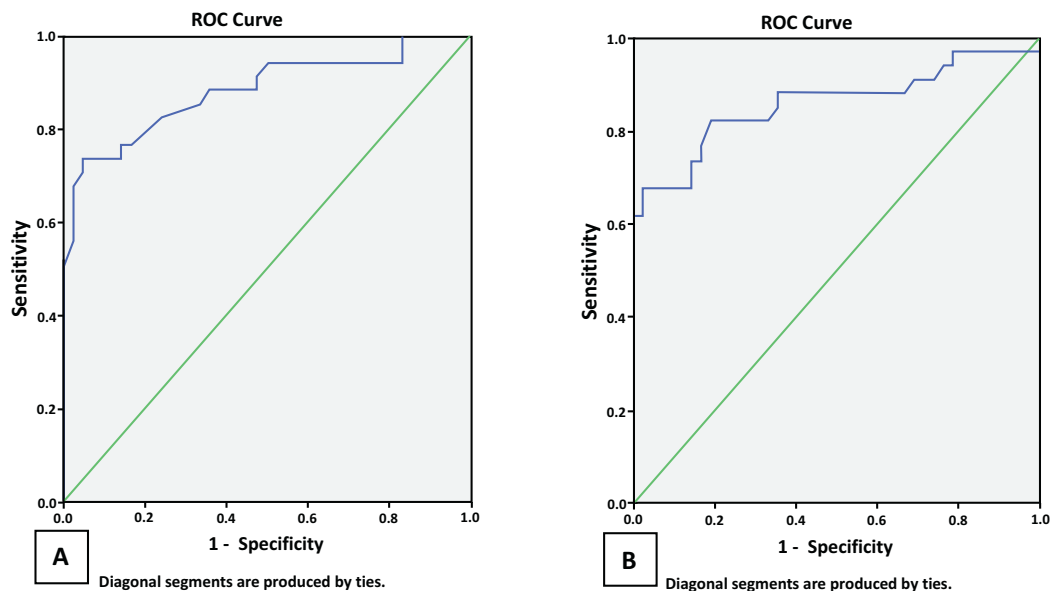 ROC Curve
1.0
0.8
0.6
0.4
0.2
0.0
Sensitivity
0.0 0.2 0.4 0.6 0.8 1.0
1 - Specificity
A
Diagonal segments are produced by ties.
ROC Curve
1.0
0.8
0.6
0.4
0.2
0.0
Sensitivity
0.0 0.2 0.4 0.6 0.8 1.0
1 - Specificity
B
Diagonal segments are produced by ties.